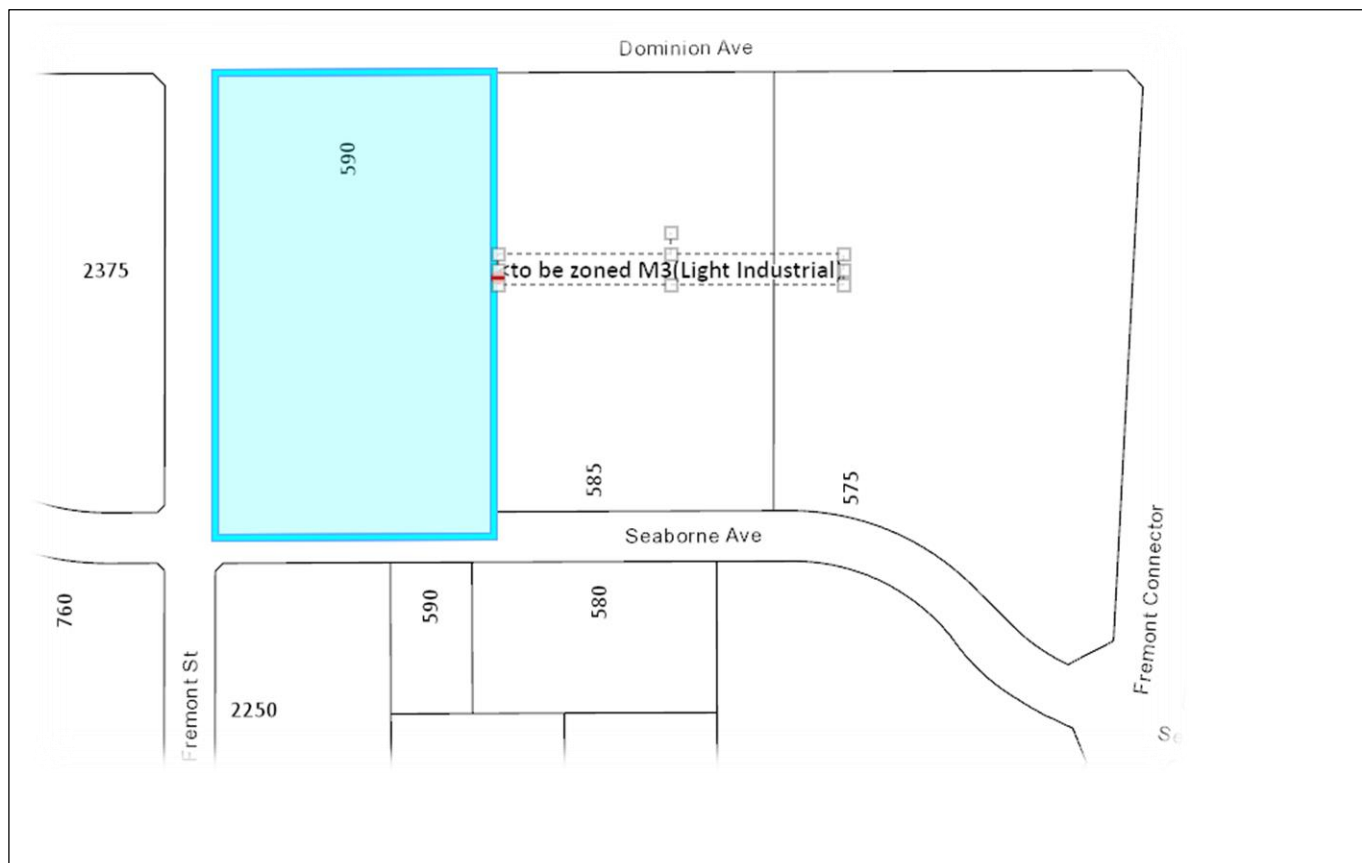 Dominion Ave
590
2375
<to be zoned M3(Light Industrial)
585
575
Seaborne Ave
Fremont Connector
760
590
580
Fremont St
2250
Se